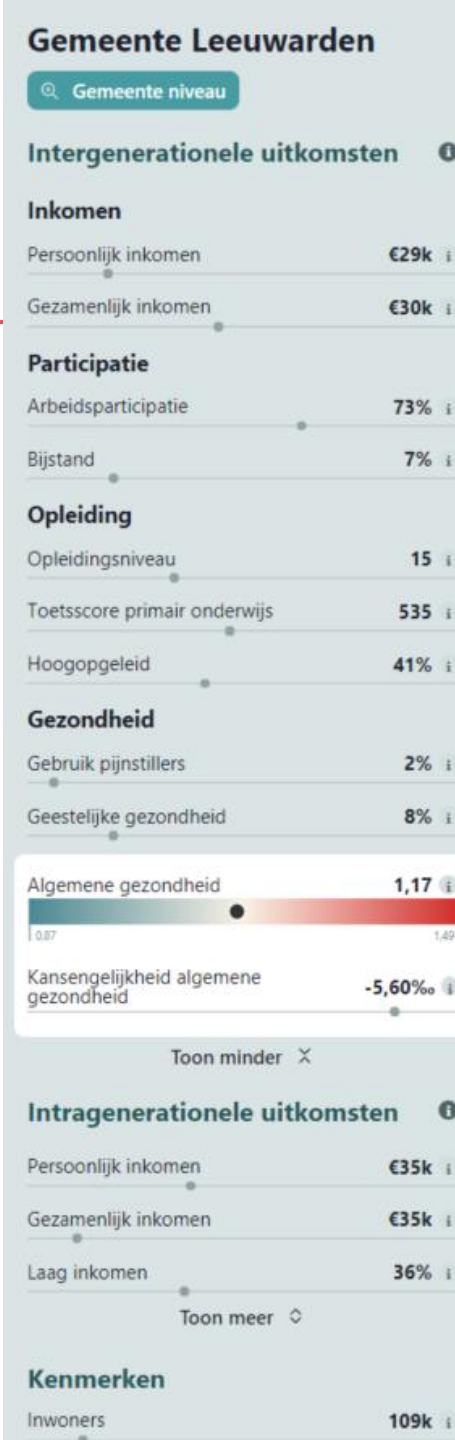 Gemeente Leeuwarden
Gemeente niveau
Intergenerationele uitkomsten i
Inkomen
Persoonlijk inkomen €29k i
Gezamenlijk inkomen €30k i
Participatie
Arbeidsparticipatie 73% i
Bijstand 7% i
Opleiding
Opleidingsniveau 15 i
Toetsscore primair onderwijs 535 i
Hoogopgeleid 41% i
Gezondheid
Gebruik pijnstillers 2% i
Geestelijke gezondheid 8% i
Algemene gezondheid 1,17 i
0.87 1,49
Kansengelijkheid algemene
gezondheid -5,60‰ i
Toon minder
Intragenerationele uitkomsten i
Persoonlijk inkomen €35k i
Gezamenlijk inkomen €35k i
Laag inkomen 36% i
Toon meer
Kenmerken
Inwoners 109k i